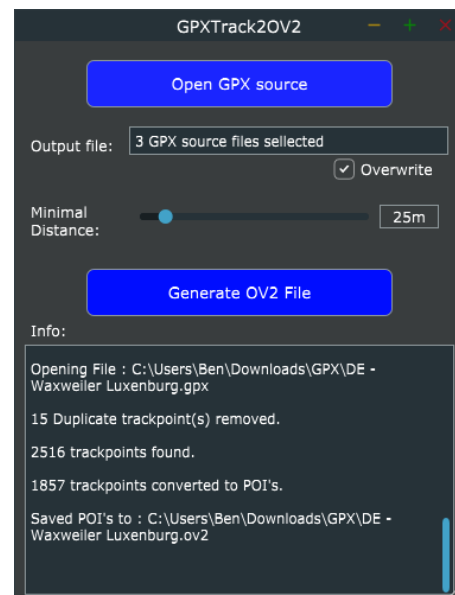 GPXTrack2OV2
Open GPX source
Output file:
3 GPX source files sellected
Overwrite
Minimal
Distance:
25m
Generate OV2 File
Info:
Opening File : C:\Users\Ben\Downloads\GPX\DE -
Waxweiler Luxenburg.gpx
15 Duplicate trackpoint(s) removed.
2516 trackpoints found.
1857 trackpoints converted to POI's.
Saved POI's to : C:\Users\Ben\Downloads\GPX\DE -
Waxweiler Luxenburg.ov2